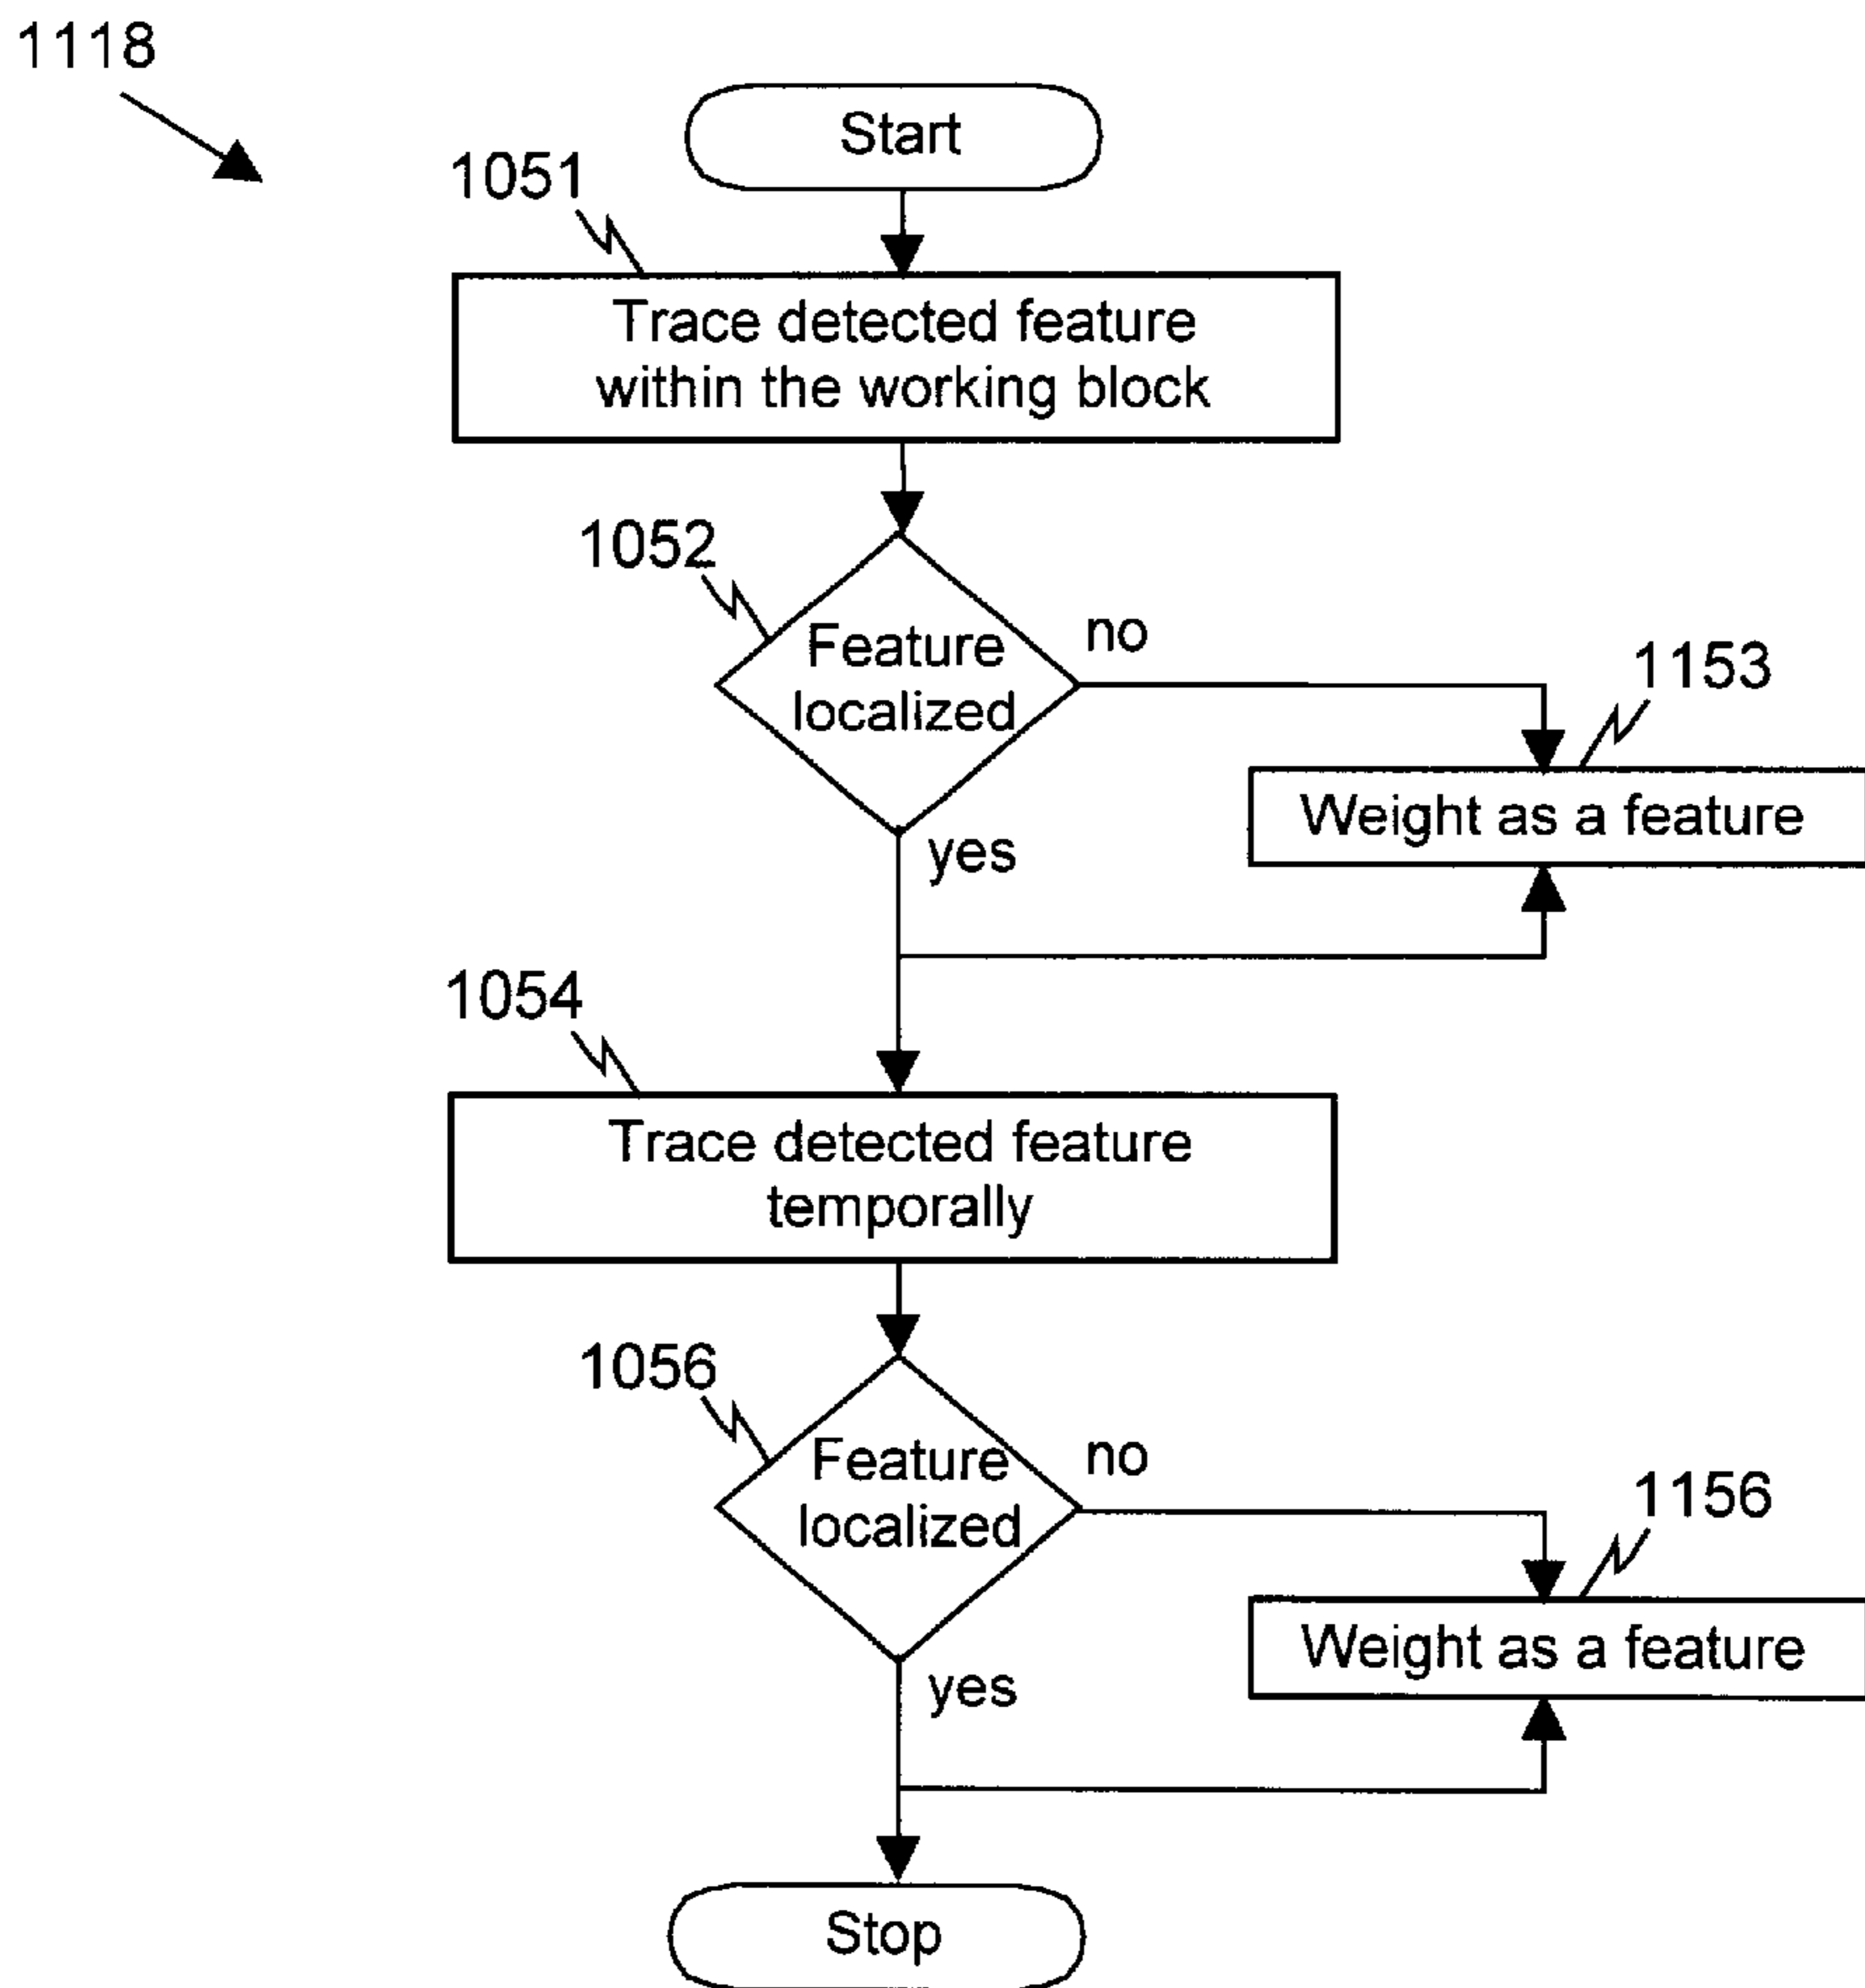 1118
Start
1051
Trace detected feature
within the working block
1052
Feature
localized
no
1153
Weight as a feature
yes
1054
Trace detected feature
temporally
1056
Feature
localized
no
1156
Weight as a feature
yes
Stop